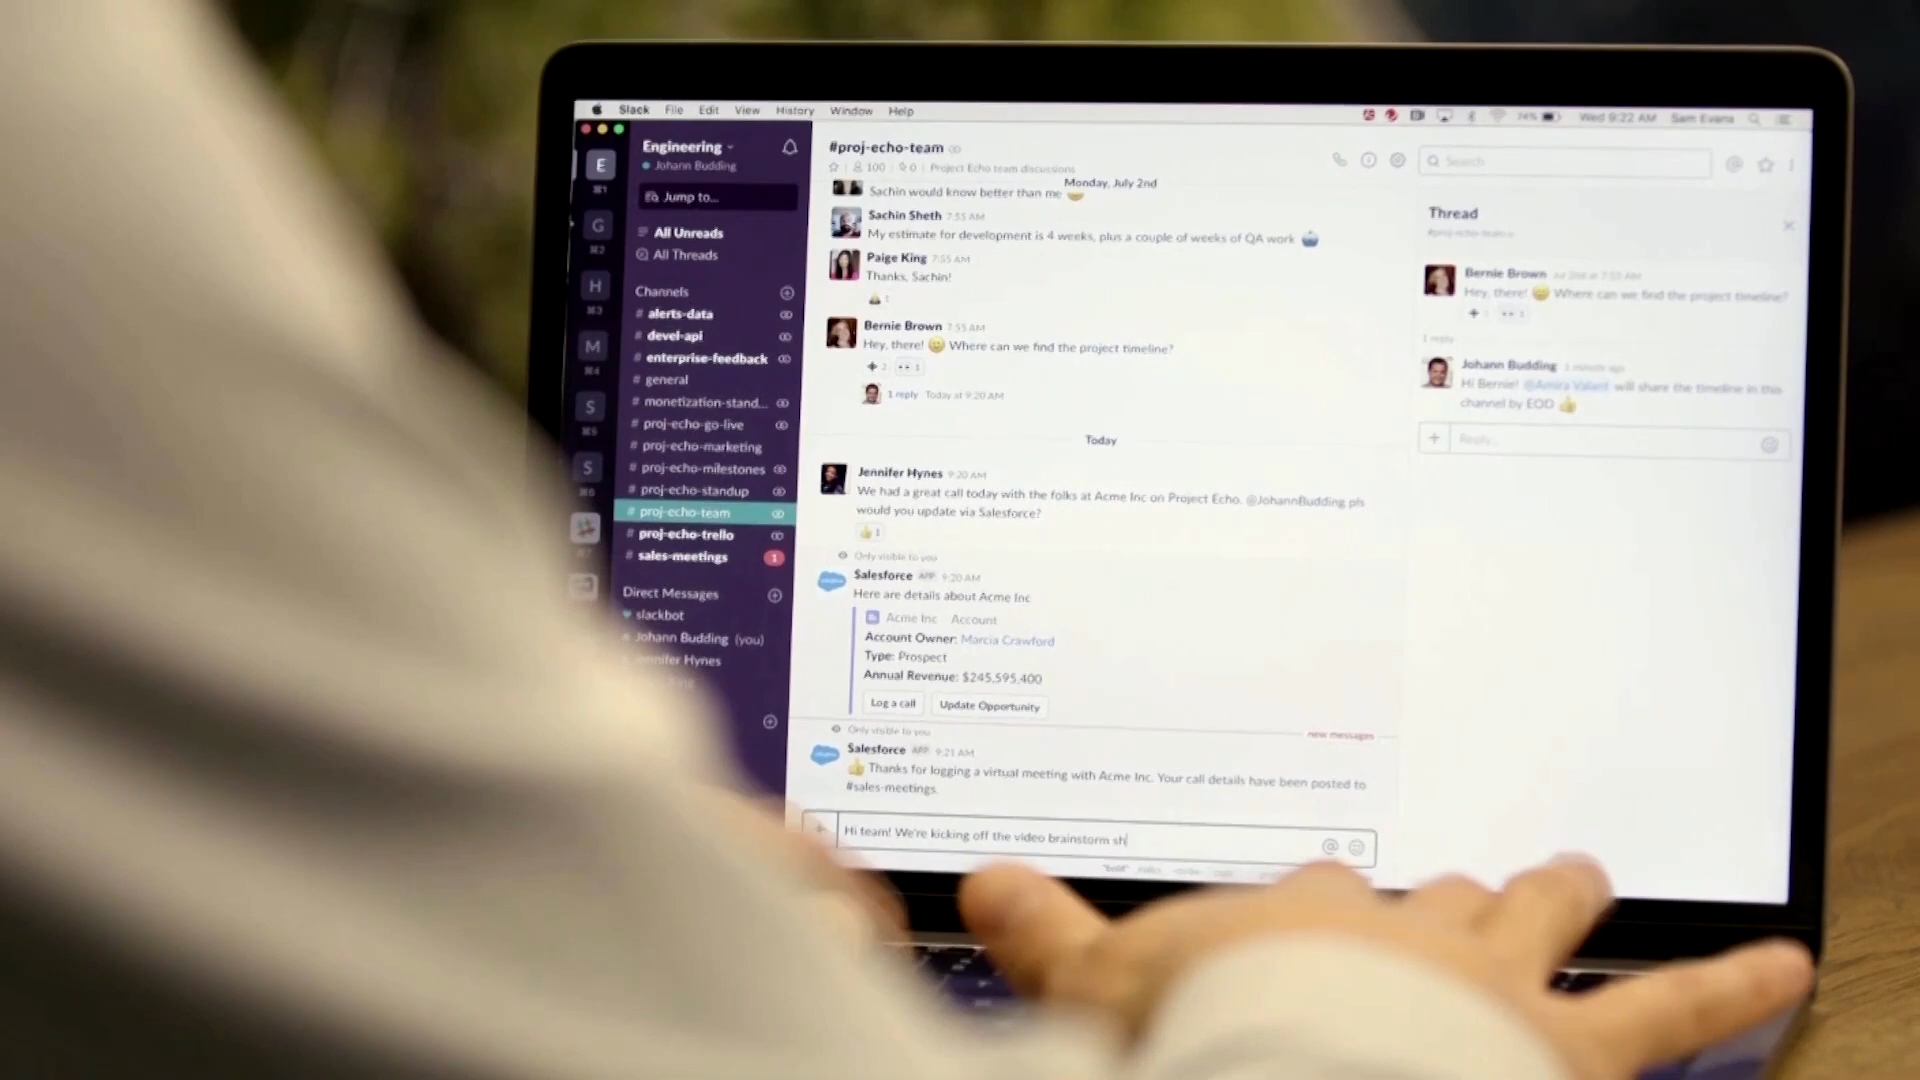 Slack File Edit View History Window Help
74% Wed 9:22 AM Sam Evans
E
⌘1
G
⌘2
H
⌘3
M
⌘4
S
⌘5
S
⌘6
Engineering
Johann Budding
Jump to...
All Unreads
All Threads
Channels
# alerts-data
# devel-api
# enterprise-feedback
# general
# monetization-stand...
# proj-echo-go-live
# proj-echo-marketing
# proj-echo-milestones
# proj-echo-standup
# proj-echo-team
# proj-echo-trello
# sales-meetings 1
Direct Messages
slackbot
Johann Budding (you)
Jennifer Hynes
#proj-echo-team
100 | 0 | Project Echo team discussions
Monday, July 2nd
Sachin would know better than me
Sachin Sheth 7:55 AM
My estimate for development is 4 weeks, plus a couple of weeks of QA work
Paige King 7:55 AM
Thanks, Sachin!
1
Bernie Brown 7:55 AM
Hey, there! Where can we find the project timeline?
2 1
1 reply Today at 9:20 AM
Today
Jennifer Hynes 9:20 AM
We had a great call today with the folks at Acme Inc on Project Echo. @JohannBudding pls
would you update via Salesforce?
1
Only visible to you
Salesforce APP 9:20 AM
Here are details about Acme Inc
Acme Inc Account
Account Owner: Marcia Crawford
Type: Prospect
Annual Revenue: $245,595,400
Log a call Update Opportunity
new messages
Only visible to you
Salesforce APP 9:21 AM
Thanks for logging a virtual meeting with Acme Inc. Your call details have been posted to
#sales-meetings.
Hi team! We're kicking off the video brainstorm sh
Search
Thread
#proj-echo-team
Bernie Brown Jul 2nd at 7:55 AM
Hey, there! Where can we find the project timeline?
1 reply
Johann Budding 1 minute ago
Hi Bernie! @Amira Valant will share the timeline in this
channel by EOD
Reply...